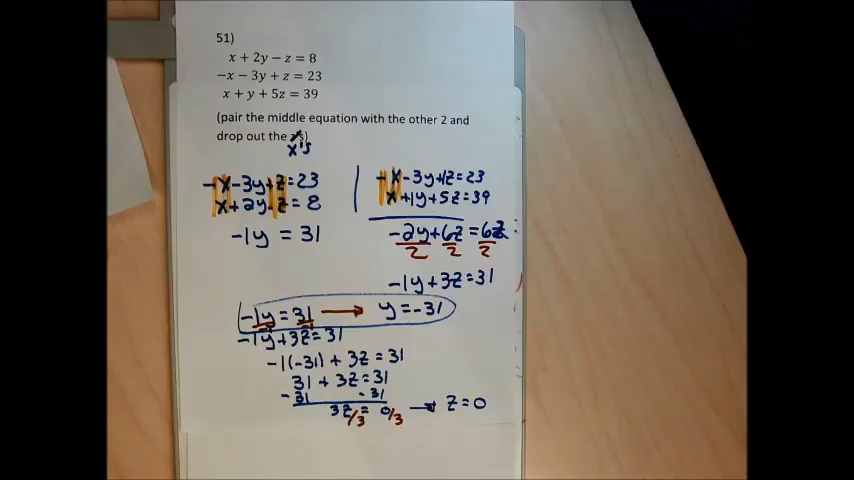 51)
x + 2y − z = 8
−x − 3y + z = 23
x + y + 5z = 39
(pair the middle equation with the other 2 and
drop out the z's)
x's
-x-3y+z=23
x+2y-z=8
-1y = 31
-x-3y+1z=23
x+1y+5z=39
-2y+6z=62
2 2 2
-1y+3z=31
-1y=31 → y=-31
-1 -1
-1y+3z=31
-1(-31)+3z=31
31+3z=31
-31 -31
3z/3=0/3 → z=0